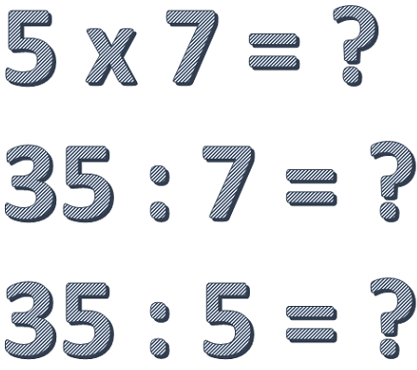 5 x 7 = ?
35 : 7 = ?
35 : 5 = ?